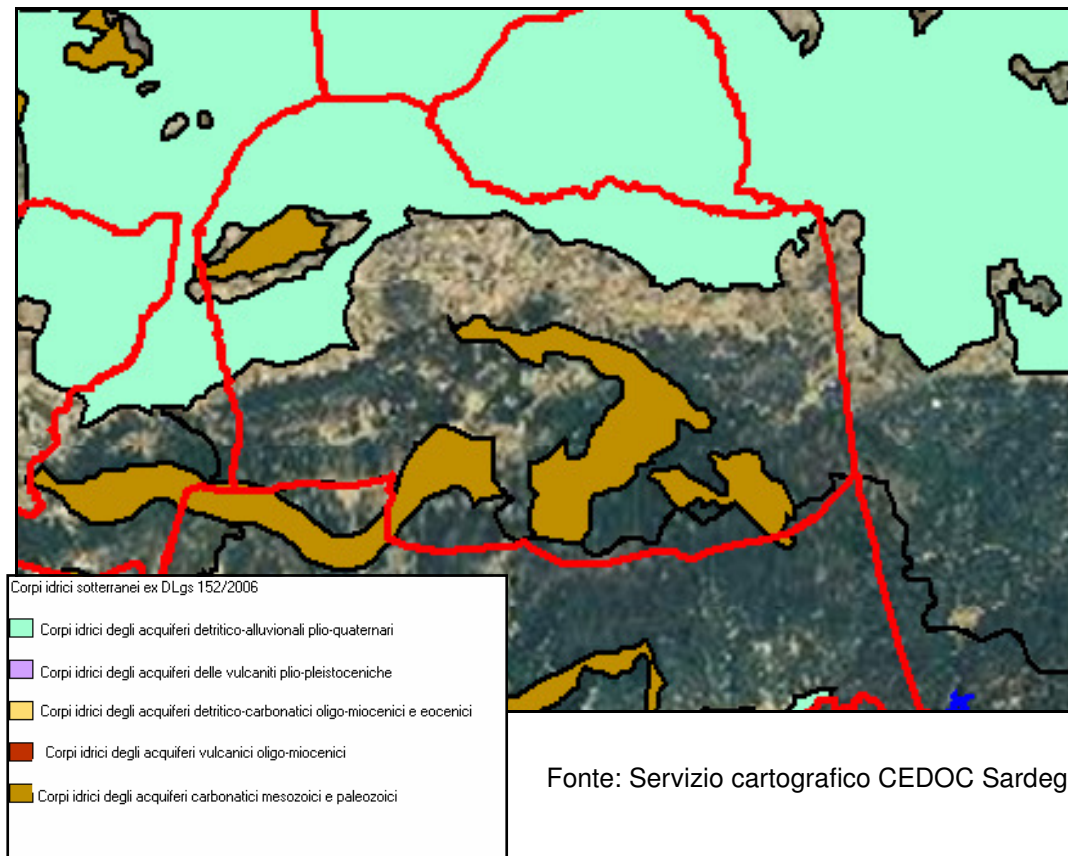 Corpi idrici sotterranei ex DLgs 152/2006
Corpi idrici degli acquiferi detritico-alluvionali plio-quaternari
Corpi idrici degli acquiferi delle vulcaniti plio-pleistoceniche
Corpi idrici degli acquiferi detritico-carbonatici oligo-miocenici e eocenici
Corpi idrici degli acquiferi vulcanici oligo-miocenici
Corpi idrici degli acquiferi carbonatici mesozoici e paleozoici
Fonte: Servizio cartografico CEDOC Sardeg